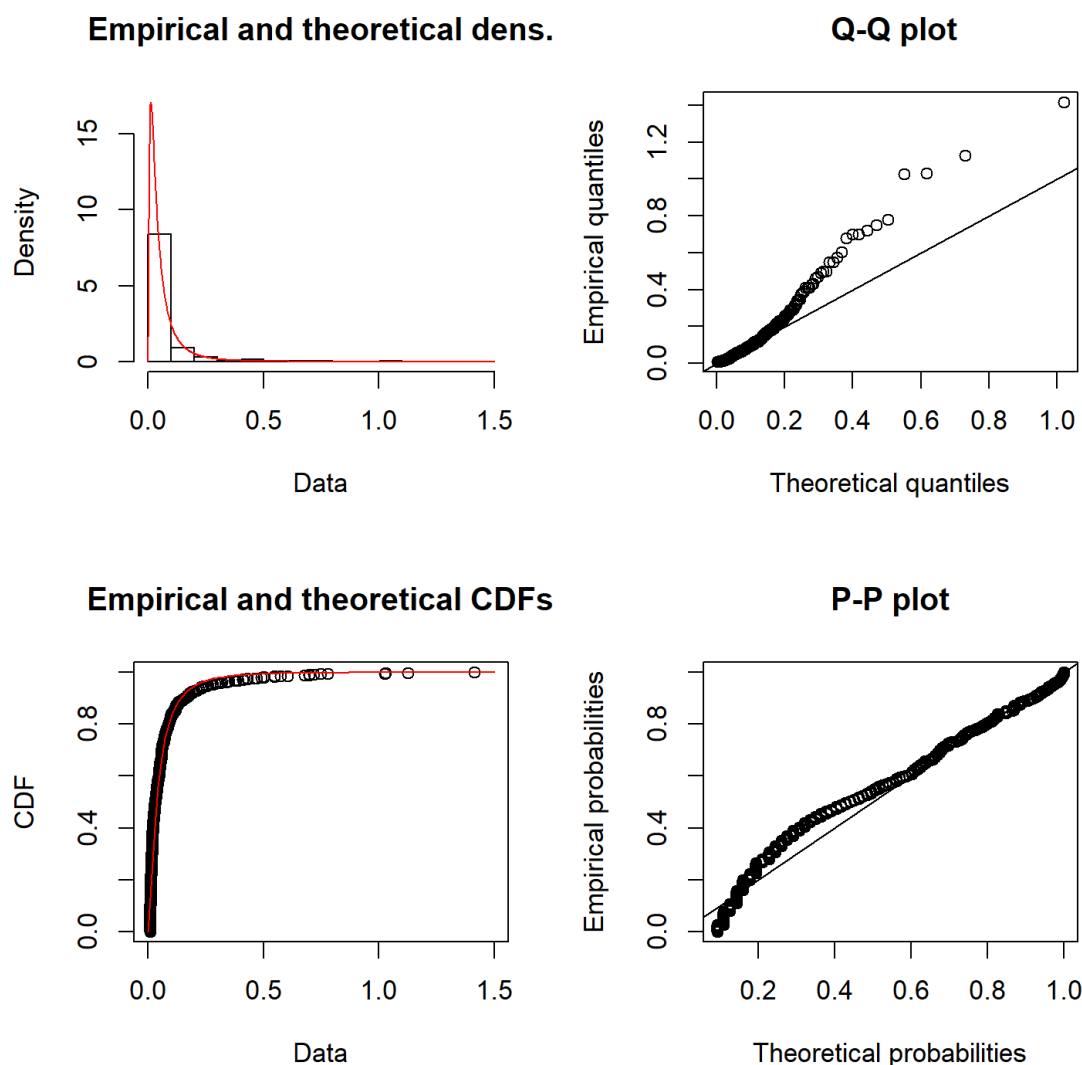 Empirical and theoretical dens.
Density
0 5 10 15
0.0 0.5 1.0 1.5
Data
Q-Q plot
Empirical quantiles
0.0 0.4 0.8 1.2
0.0 0.2 0.4 0.6 0.8 1.0
Theoretical quantiles
Empirical and theoretical CDFs
CDF
0.0 0.4 0.8
0.0 0.5 1.0 1.5
Data
P-P plot
Empirical probabilities
0.0 0.4 0.8
0.2 0.4 0.6 0.8 1.0
Theoretical probabilities